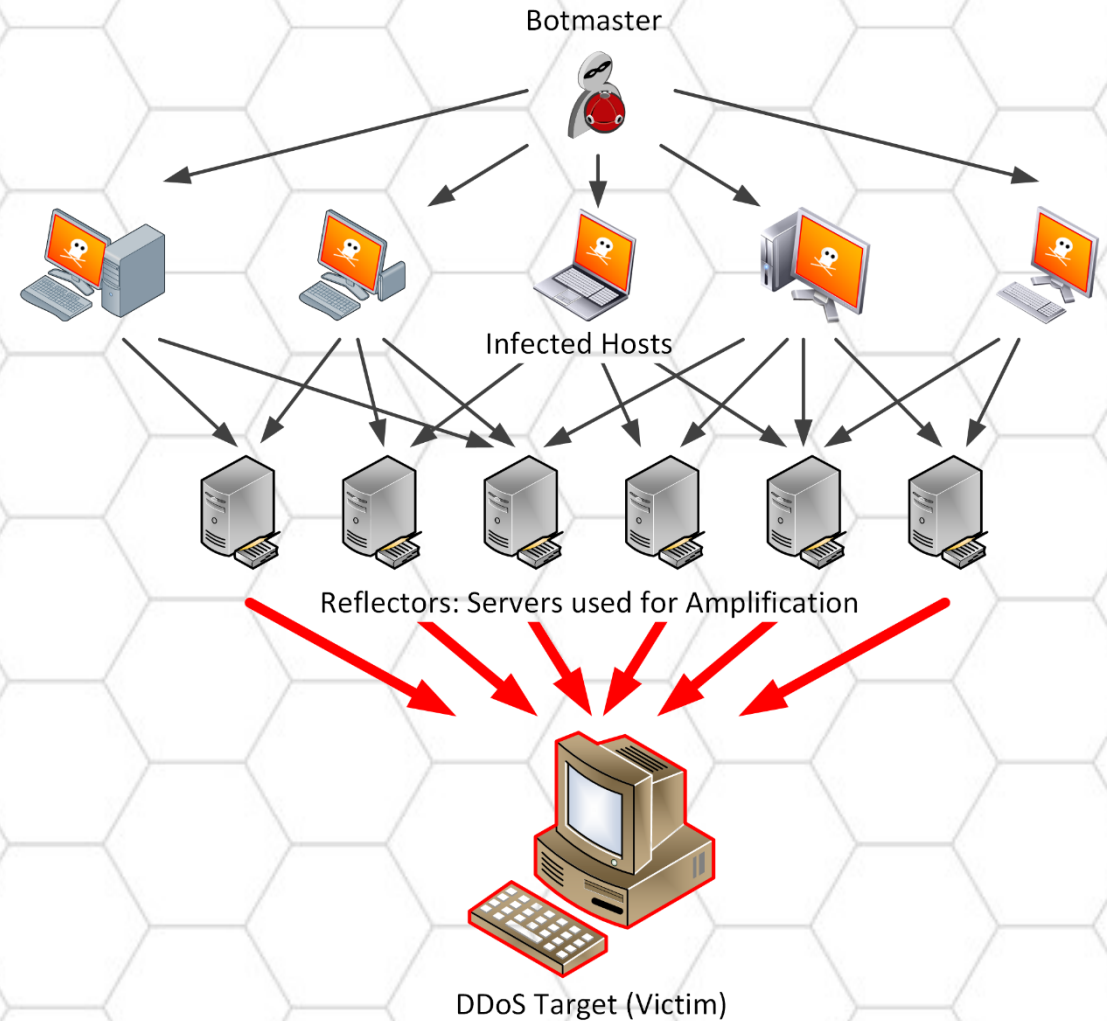 Botmaster
Infected Hosts
Reflectors: Servers used for Amplification
DDoS Target (Victim)